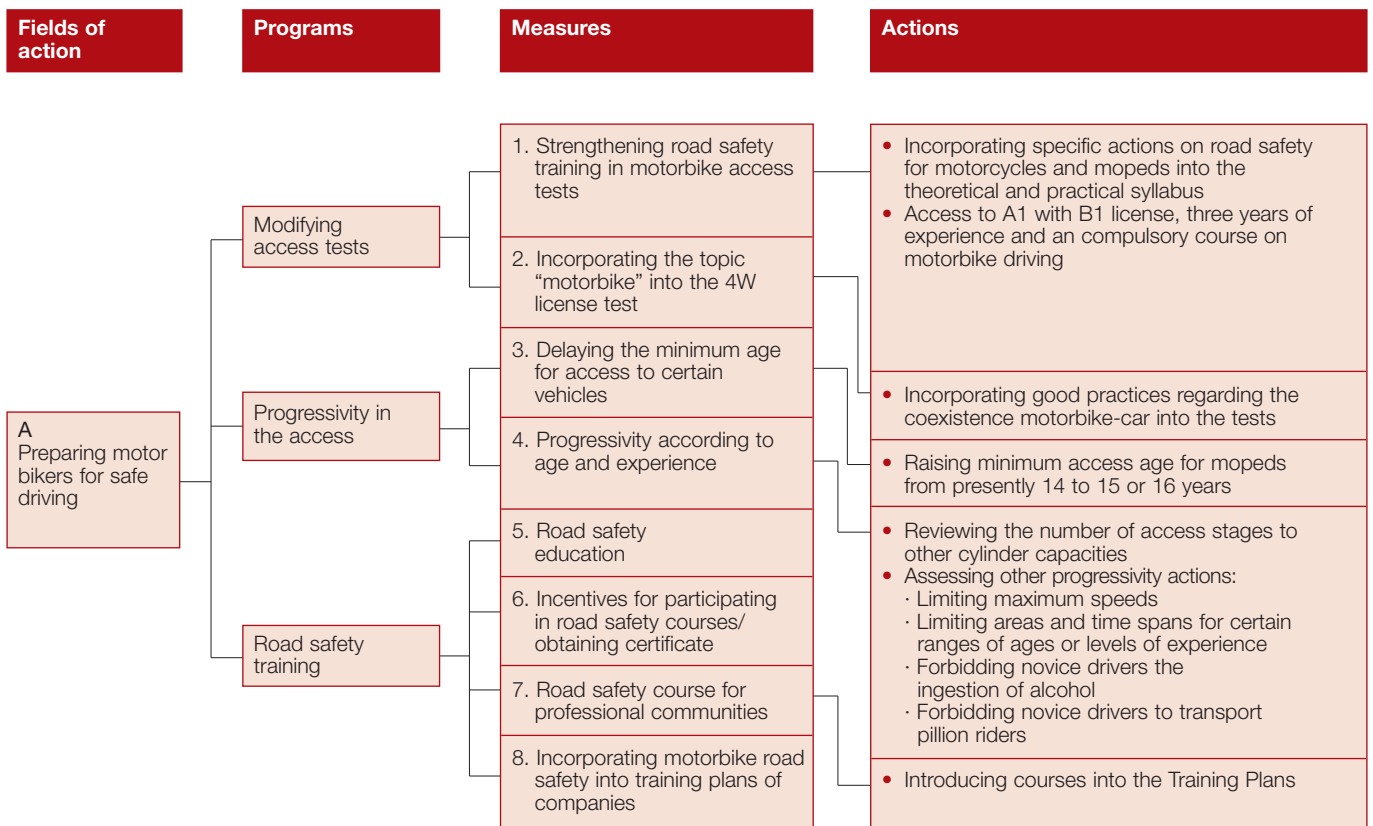 Fields of
action
Programs
Measures
Actions
A
Preparing motor
bikers for safe
driving
Modifying
access tests
Progressivity in
the access
Road safety
training
1. Strengthening road safety
training in motorbike access
tests
2. Incorporating the topic
“motorbike” into the 4W
license test
3. Delaying the minimum age
for access to certain
vehicles
4. Progressivity according to
age and experience
5. Road safety
education
6. Incentives for participating
in road safety courses/
obtaining certificate
7. Road safety course for
professional communities
8. Incorporating motorbike road
safety into training plans of
companies
• Incorporating specific actions on road safety
for motorcycles and mopeds into the
theoretical and practical syllabus
• Access to A1 with B1 license, three years of
experience and an compulsory course on
motorbike driving
• Incorporating good practices regarding the
coexistence motorbike-car into the tests
• Raising minimum access age for mopeds
from presently 14 to 15 or 16 years
• Reviewing the number of access stages to
other cylinder capacities
• Assessing other progressivity actions:
· Limiting maximum speeds
· Limiting areas and time spans for certain
ranges of ages or levels of experience
· Forbidding novice drivers the
ingestion of alcohol
· Forbidding novice drivers to transport
pillion riders
• Introducing courses into the Training Plans